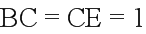 BC = CE = 1